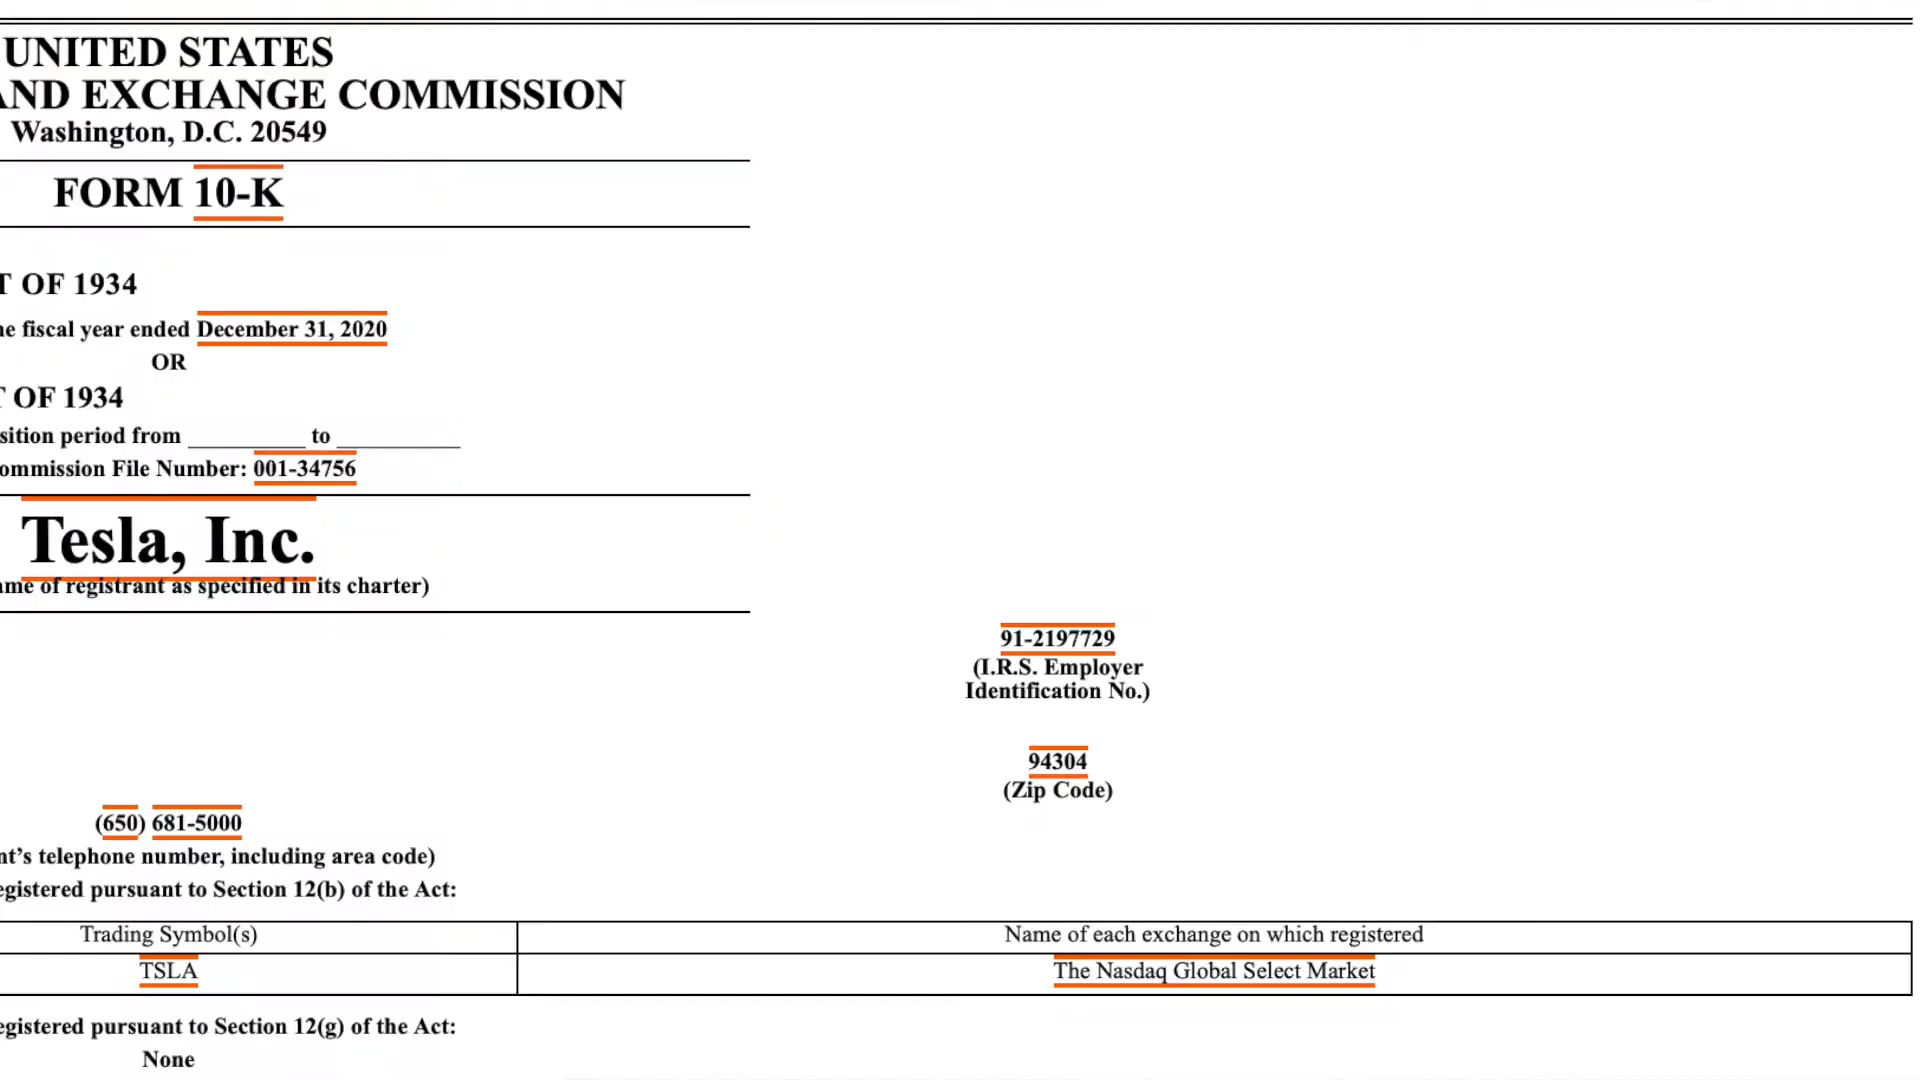 UNITED STATES
AND EXCHANGE COMMISSION
Washington, D.C. 20549
FORM 10-K
T OF 1934
he fiscal year ended December 31, 2020
OR
T OF 1934
sition period from __________ to __________
ommission File Number: 001-34756
Tesla, Inc.
ame of registrant as specified in its charter)
91-2197729
(I.R.S. Employer
Identification No.)
94304
(Zip Code)
(650) 681-5000
nt’s telephone number, including area code)
egistered pursuant to Section 12(b) of the Act:
Trading Symbol(s) Name of each exchange on which registered
TSLA The Nasdaq Global Select Market
egistered pursuant to Section 12(g) of the Act:
None